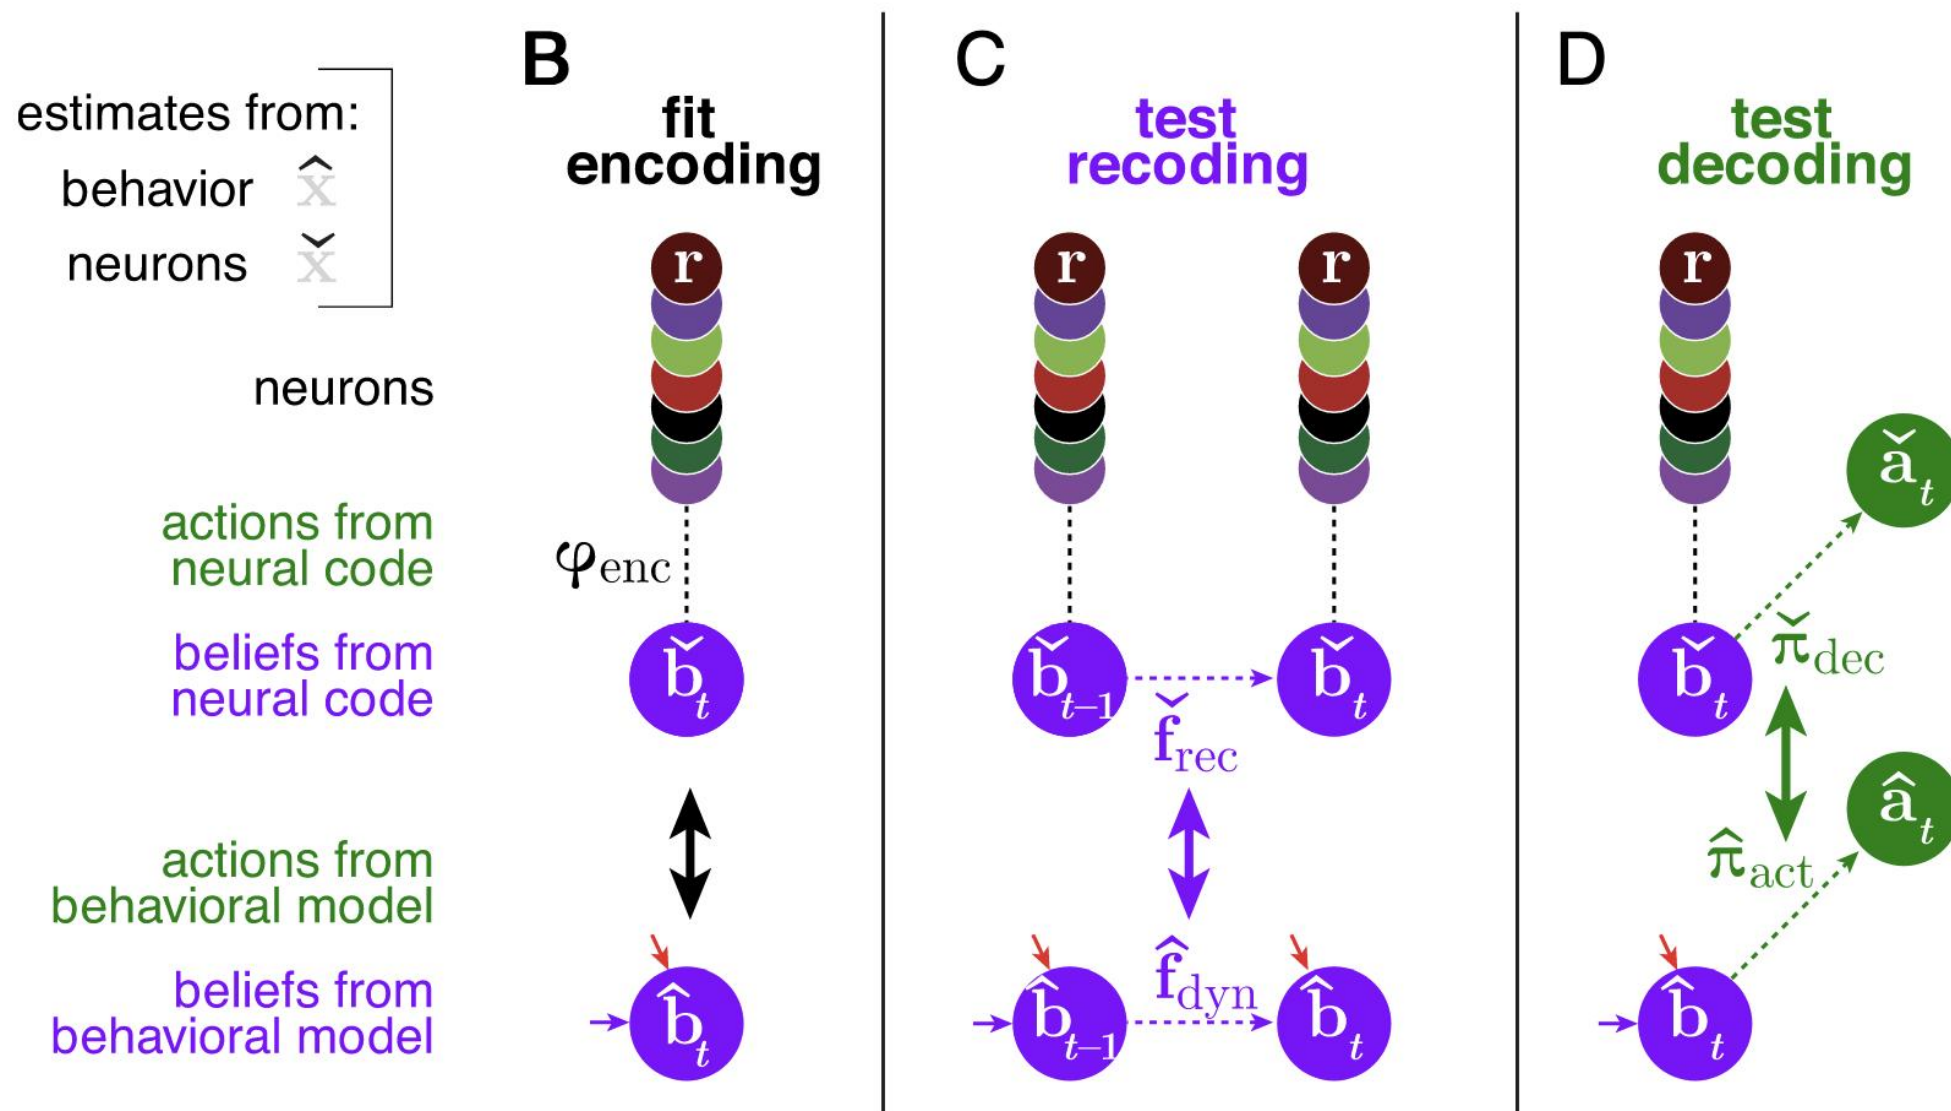 estimates from:
behavior x̂
neurons x̌
neurons
actions from
neural code
beliefs from
neural code
actions from
behavioral model
beliefs from
behavioral model
B
fit
encoding
r
φenc
b̌t
b̂t
C
test
recoding
r r
b̌t–1 b̌t
f̌rec
f̂dyn
b̂t–1 b̂t
D
test
decoding
r
ǎt
b̌t
π̌dec
ât
π̂act
b̂t